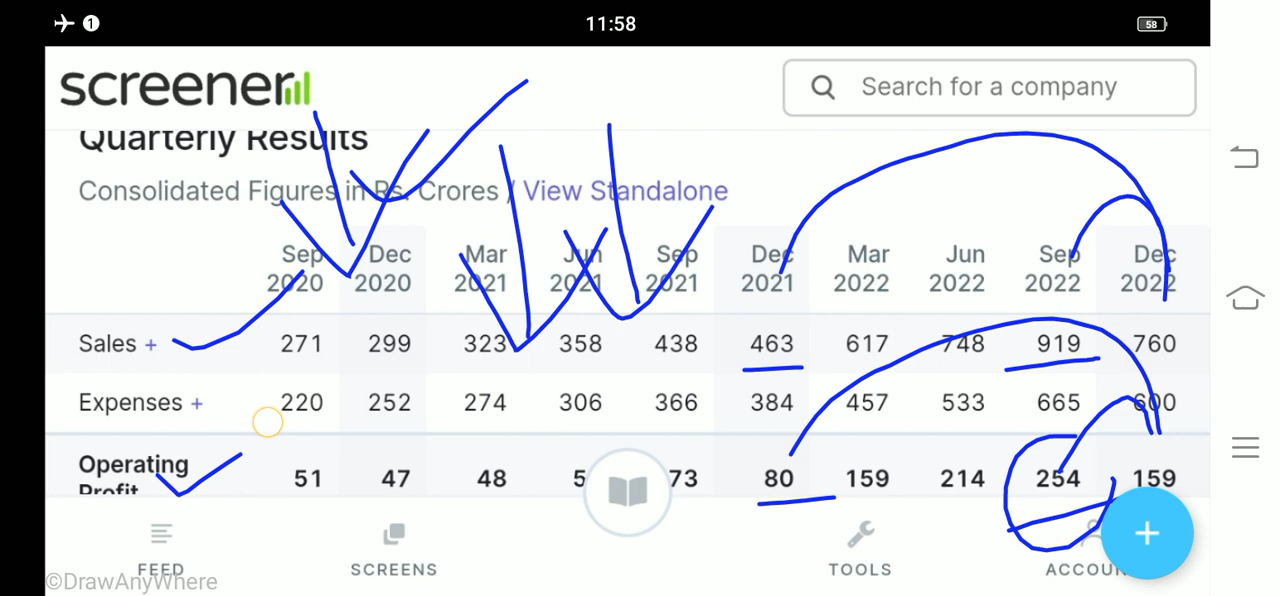 1 11:58 58
screener Search for a company
Quarterly Results
Consolidated Figures in Rs. Crores / View Standalone
Sep Dec Mar Jun Sep Dec Mar Jun Sep Dec
2020 2020 2021 2021 2021 2021 2022 2022 2022 2022
Sales + 271 299 323 358 438 463 617 748 919 760
Expenses + 220 252 274 306 366 384 457 533 665 600
Operating
Profit 51 47 48 5 73 80 159 214 254 159
+
FEED SCREENS TOOLS ACCOUN
©DrawAnyWhere